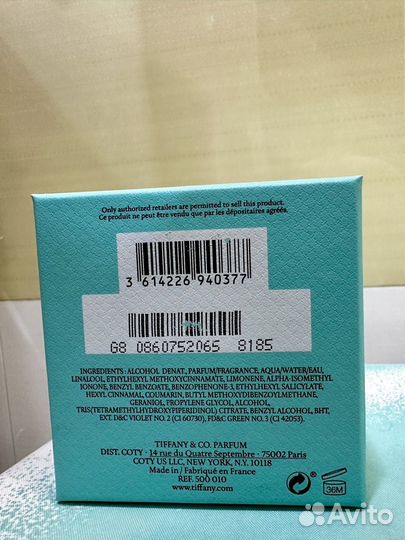 Only authorized retailers are permitted to sell this product.
Ce produit ne peut être vendu que par les dépositaires agréés.
3 614226 940377
G8 0860752065 8185
INGREDIENTS: ALCOHOL DENAT., PARFUM/FRAGRANCE, AQUA/WATER/EAU,
LINALOOL, ETHYLHEXYL METHOXYCINNAMATE, LIMONENE, ALPHA-ISOMETHYL
IONONE, BENZYL BENZOATE, BENZOPHENONE-3, ETHYLHEXYL SALICYLATE,
HEXYL CINNAMAL, COUMARIN, BUTYL METHOXYDIBENZOYLMETHANE,
GERANIOL, PROPYLENE GLYCOL, ALCOHOL,
TRIS(TETRAMETHYLHYDROXYPIPERIDINOL) CITRATE, BENZYL ALCOHOL, BHT,
EXT. D&C VIOLET NO. 2 (CI 60730), FD&C GREEN NO. 3 (CI 42053).
TIFFANY & CO. PARFUM
DIST. COTY - 14 rue du Quatre Septembre - 75002 Paris
COTY US LLC, NEW YORK, N.Y. 10118
Made in / Fabriqué en France
REF. 500 010
www.tiffany.com
36M
Avito